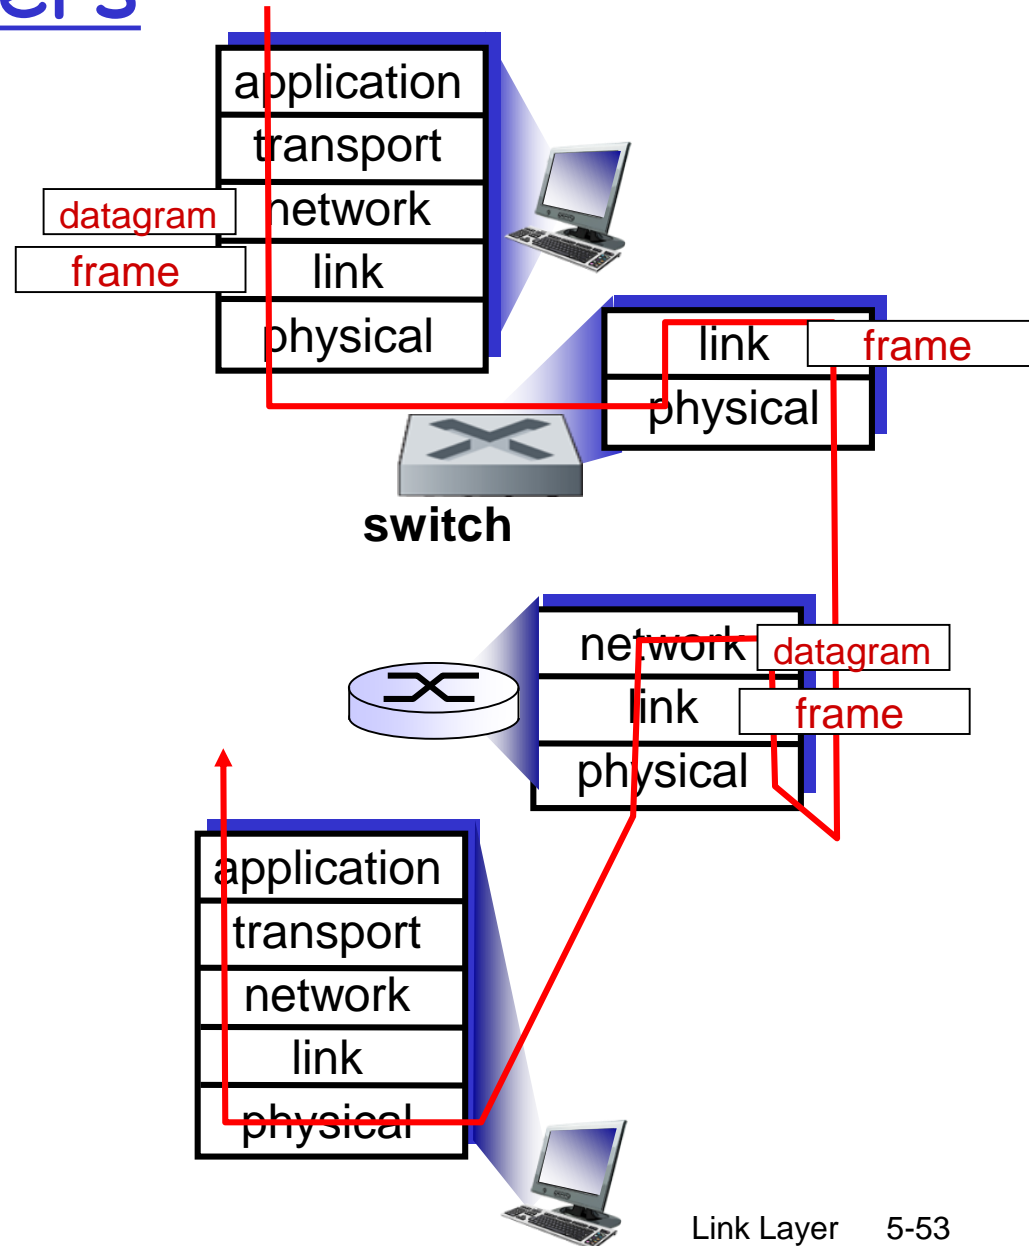 application
transport
datagram network
frame link
physical
link frame
physical
switch
network datagram
link frame
physical
application
transport
network
link
physical
Link Layer 5-53